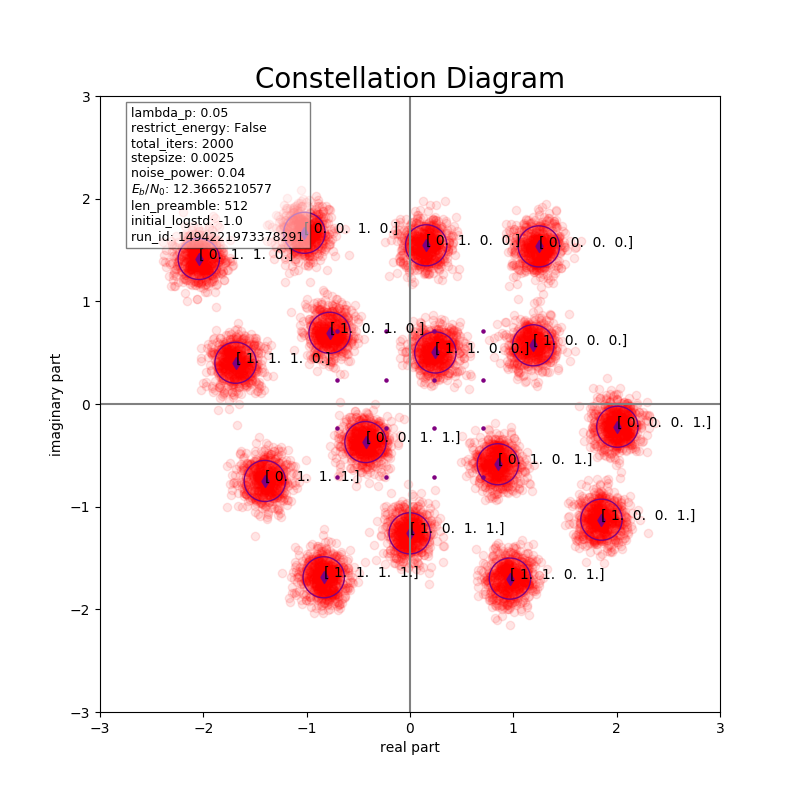 Constellation Diagram
lambda_p: 0.05
restrict_energy: False
total_iters: 2000
stepsize: 0.0025
noise_power: 0.04
E_b/N_0: 12.3665210577
len_preamble: 512
initial_logstd: -1.0
run_id: 1494221973378291
[ 0. 0. 1. 0.]
[ 0. 1. 0. 0.]
[ 0. 0. 0. 0.]
[ 0. 1. 1. 0.]
[ 1. 0. 1. 0.]
[ 1. 1. 0. 0.]
[ 1. 0. 0. 0.]
[ 1. 1. 1. 0.]
[ 0. 0. 0. 1.]
[ 0. 0. 1. 1.]
[ 0. 1. 0. 1.]
[ 0. 1. 1. 1.]
[ 1. 0. 0. 1.]
[ 1. 0. 1. 1.]
[ 1. 1. 1. 1.]
[ 1. 1. 0. 1.]
3
2
1
0
−1
−2
−3
imaginary part
−3 −2 −1 0 1 2 3
real part